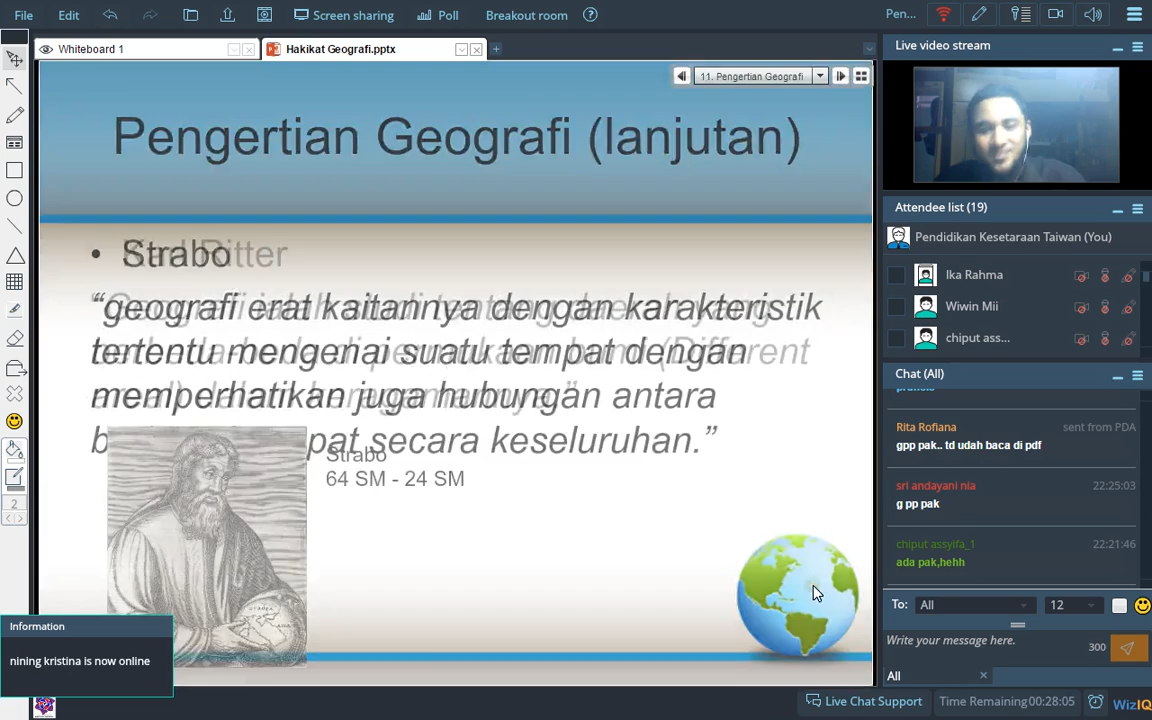 File Edit Screen sharing Poll Breakout room Pen...
Whiteboard 1 Hakikat Geografi.pptx
11. Pengertian Geografi
Pengertian Geografi (lanjutan)
• Strabo
Ritter
“geografi erat kaitannya dengan karakteristik
tertentu mengenai suatu tempat dengan
(Different
memperhatikan juga hubungan antara
secara keseluruhan.”
Strabo
64 SM - 24 SM
2
Information
nining kristina is now online
Live video stream
Attendee list (19)
Pendidikan Kesetaraan Taiwan (You)
Ika Rahma
Wiwin Mii
chiput ass...
Chat (All)
Rita Rofiana sent from PDA
gpp pak.. td udah baca di pdf
sri andayani nia 22:25:03
g pp pak
chiput assyifa_1 22:21:46
ada pak,hehh
To: All 12
Write your message here. 300
All
Live Chat Support Time Remaining 00:28:05 WizIQ